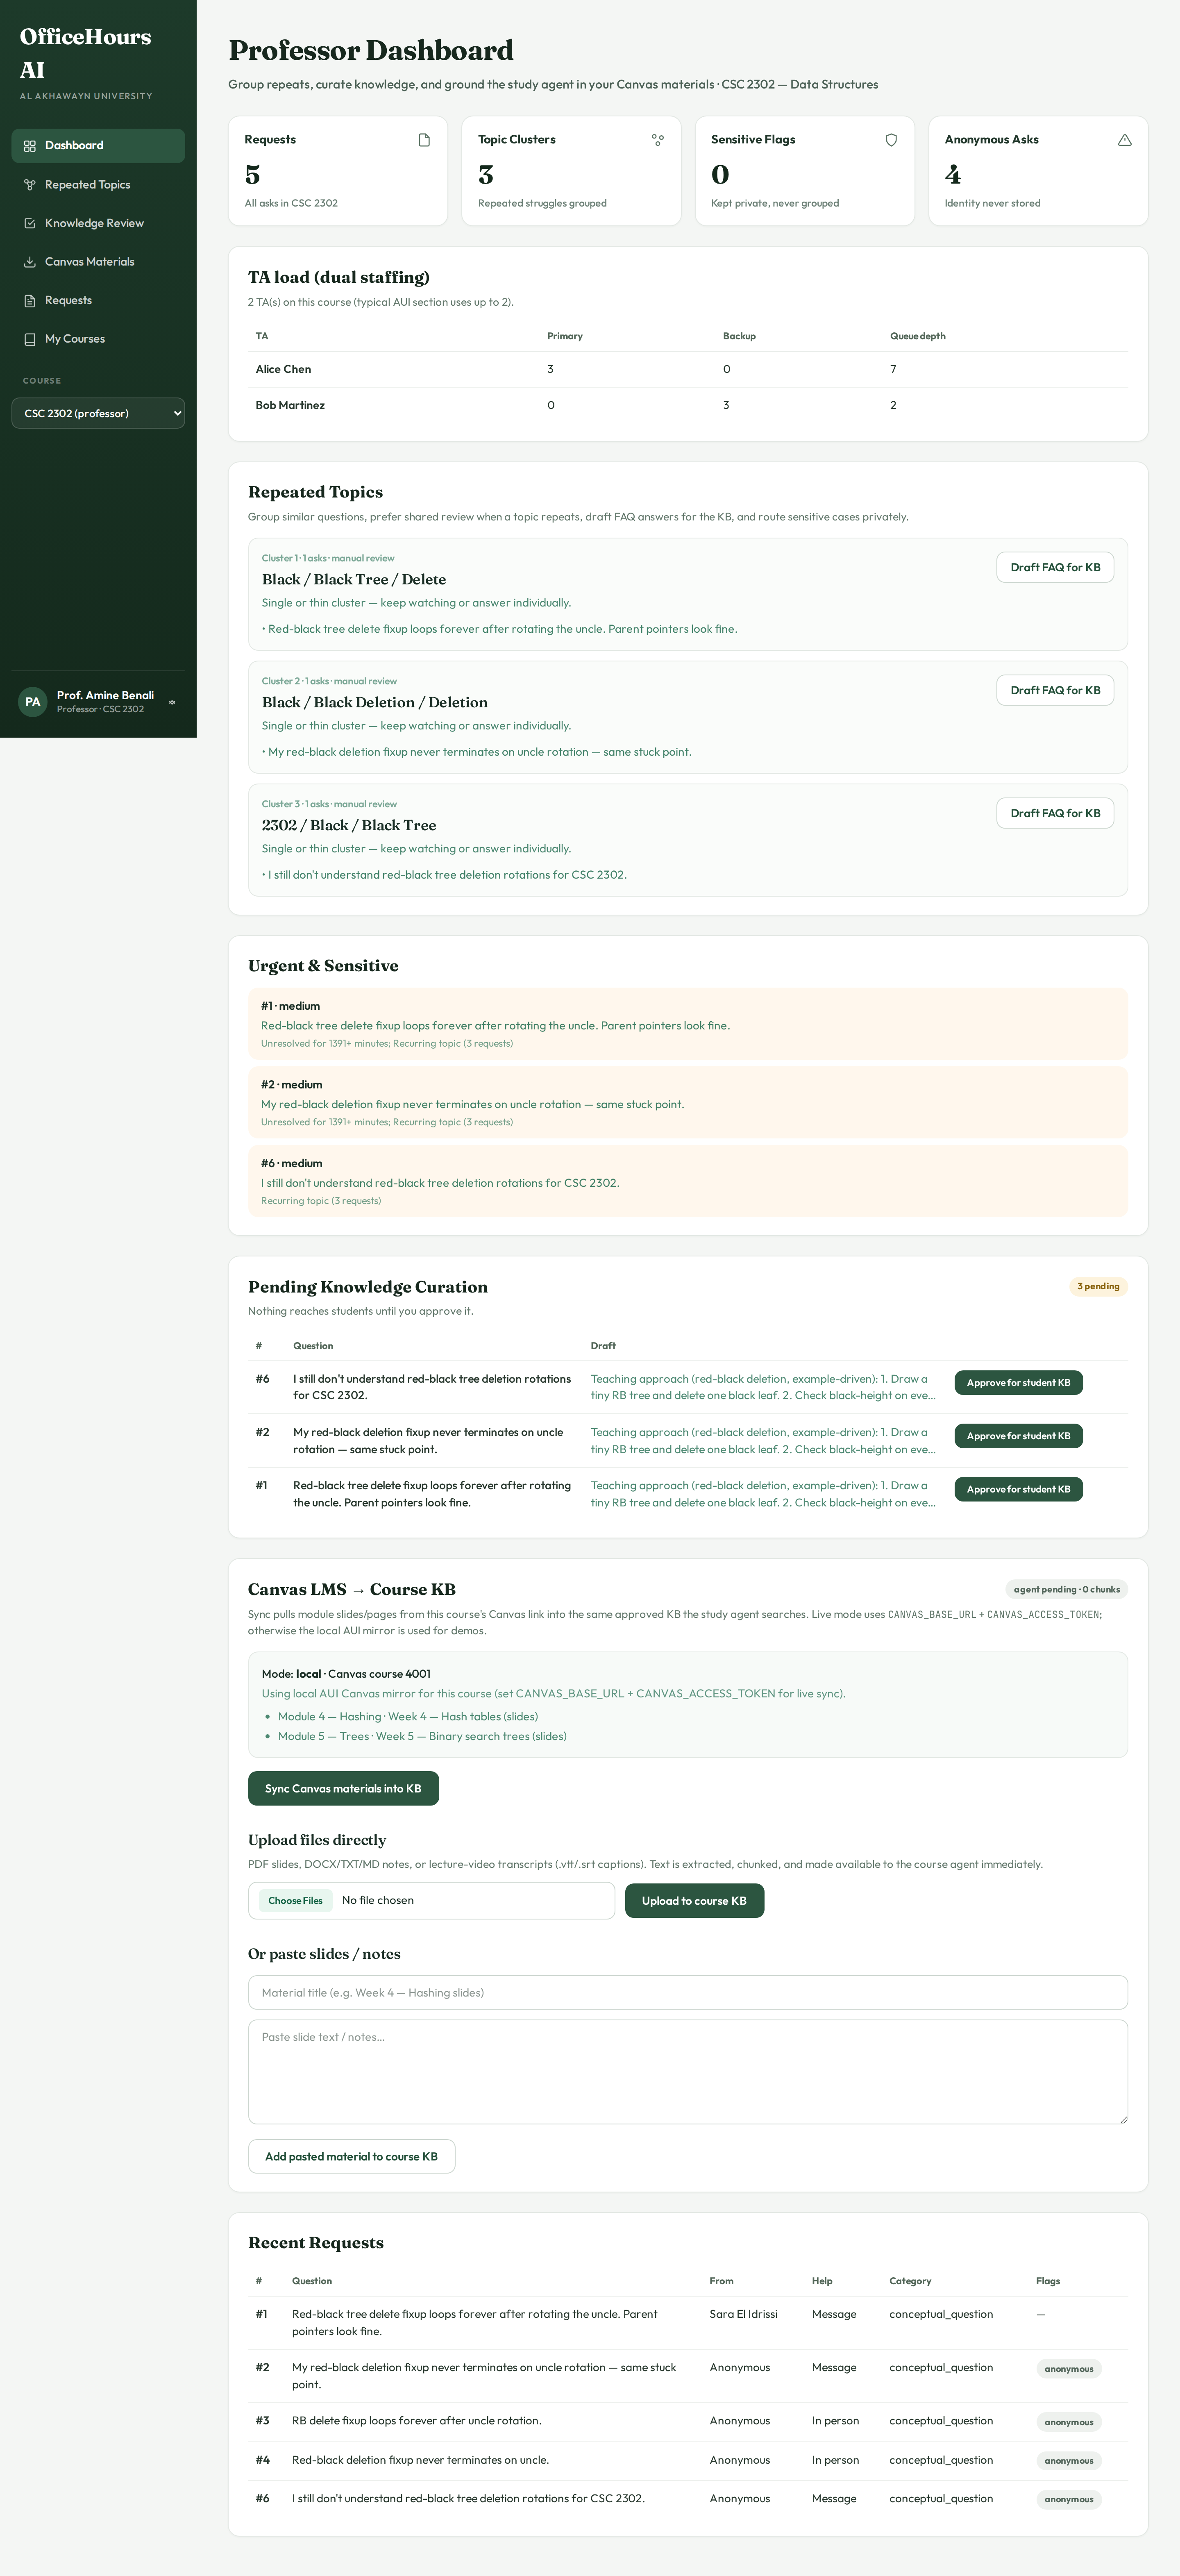 OfficeHours
AI
AL AKHAWAYN UNIVERSITY
Dashboard
Repeated Topics
Knowledge Review
Canvas Materials
Requests
My Courses
COURSE
CSC 2302 (professor)
PA
Prof. Amine Benali
Professor · CSC 2302
Professor Dashboard
Group repeats, curate knowledge, and ground the study agent in your Canvas materials · CSC 2302 — Data Structures
Requests
5
All asks in CSC 2302
Topic Clusters
3
Repeated struggles grouped
Sensitive Flags
0
Kept private, never grouped
Anonymous Asks
4
Identity never stored
TA load (dual staffing)
2 TA(s) on this course (typical AUI section uses up to 2).
TA Primary Backup Queue depth
Alice Chen 3 0 7
Bob Martinez 0 3 2
Repeated Topics
Group similar questions, prefer shared review when a topic repeats, draft FAQ answers for the KB, and route sensitive cases privately.
Cluster 1 · 1 asks · manual review
Black / Black Tree / Delete
Single or thin cluster — keep watching or answer individually.
• Red-black tree delete fixup loops forever after rotating the uncle. Parent pointers look fine.
Draft FAQ for KB
Cluster 2 · 1 asks · manual review
Black / Black Deletion / Deletion
Single or thin cluster — keep watching or answer individually.
• My red-black deletion fixup never terminates on uncle rotation — same stuck point.
Draft FAQ for KB
Cluster 3 · 1 asks · manual review
2302 / Black / Black Tree
Single or thin cluster — keep watching or answer individually.
• I still don't understand red-black tree deletion rotations for CSC 2302.
Draft FAQ for KB
Urgent & Sensitive
#1 · medium
Red-black tree delete fixup loops forever after rotating the uncle. Parent pointers look fine.
Unresolved for 1391+ minutes; Recurring topic (3 requests)
#2 · medium
My red-black deletion fixup never terminates on uncle rotation — same stuck point.
Unresolved for 1391+ minutes; Recurring topic (3 requests)
#6 · medium
I still don't understand red-black tree deletion rotations for CSC 2302.
Recurring topic (3 requests)
Pending Knowledge Curation
3 pending
Nothing reaches students until you approve it.
# Question Draft
#6 I still don't understand red-black tree deletion rotations
for CSC 2302.
Teaching approach (red-black deletion, example-driven): 1. Draw a
tiny RB tree and delete one black leaf. 2. Check black-height on eve...
Approve for student KB
#2 My red-black deletion fixup never terminates on uncle
rotation — same stuck point.
Teaching approach (red-black deletion, example-driven): 1. Draw a
tiny RB tree and delete one black leaf. 2. Check black-height on eve...
Approve for student KB
#1 Red-black tree delete fixup loops forever after rotating
the uncle. Parent pointers look fine.
Teaching approach (red-black deletion, example-driven): 1. Draw a
tiny RB tree and delete one black leaf. 2. Check black-height on eve...
Approve for student KB
Canvas LMS → Course KB
agent pending · 0 chunks
Sync pulls module slides/pages from this course's Canvas link into the same approved KB the study agent searches. Live mode uses CANVAS_BASE_URL + CANVAS_ACCESS_TOKEN;
otherwise the local AUI mirror is used for demos.
Mode: local · Canvas course 4001
Using local AUI Canvas mirror for this course (set CANVAS_BASE_URL + CANVAS_ACCESS_TOKEN for live sync).
• Module 4 — Hashing · Week 4 — Hash tables (slides)
• Module 5 — Trees · Week 5 — Binary search trees (slides)
Sync Canvas materials into KB
Upload files directly
PDF slides, DOCX/TXT/MD notes, or lecture-video transcripts (.vtt/.srt captions). Text is extracted, chunked, and made available to the course agent immediately.
Choose Files No file chosen
Upload to course KB
Or paste slides / notes
Material title (e.g. Week 4 — Hashing slides)
Paste slide text / notes...
Add pasted material to course KB
Recent Requests
# Question From Help Category Flags
#1 Red-black tree delete fixup loops forever after rotating the uncle. Parent
pointers look fine.
Sara El Idrissi Message conceptual_question —
#2 My red-black deletion fixup never terminates on uncle rotation — same stuck
point.
Anonymous Message conceptual_question anonymous
#3 RB delete fixup loops forever after uncle rotation. Anonymous In person conceptual_question anonymous
#4 Red-black deletion fixup never terminates on uncle. Anonymous In person conceptual_question anonymous
#6 I still don't understand red-black tree deletion rotations for CSC 2302. Anonymous Message conceptual_question anonymous